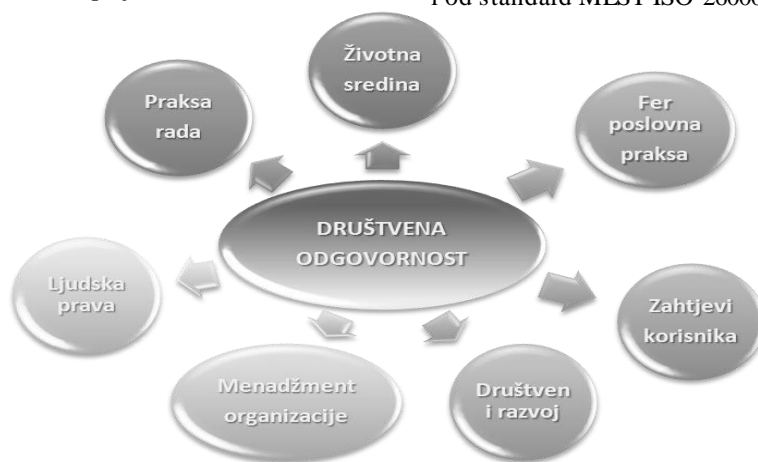 od standard MEST ISO 26000
Životna
sredina
Praksa
rada
Fer
poslovna
praksa
DRUŠTVENA
ODGOVORNOST
Ljudska
prava
Zahtjevi
korisnika
Menadžment
organizacije
Društven
i razvoj